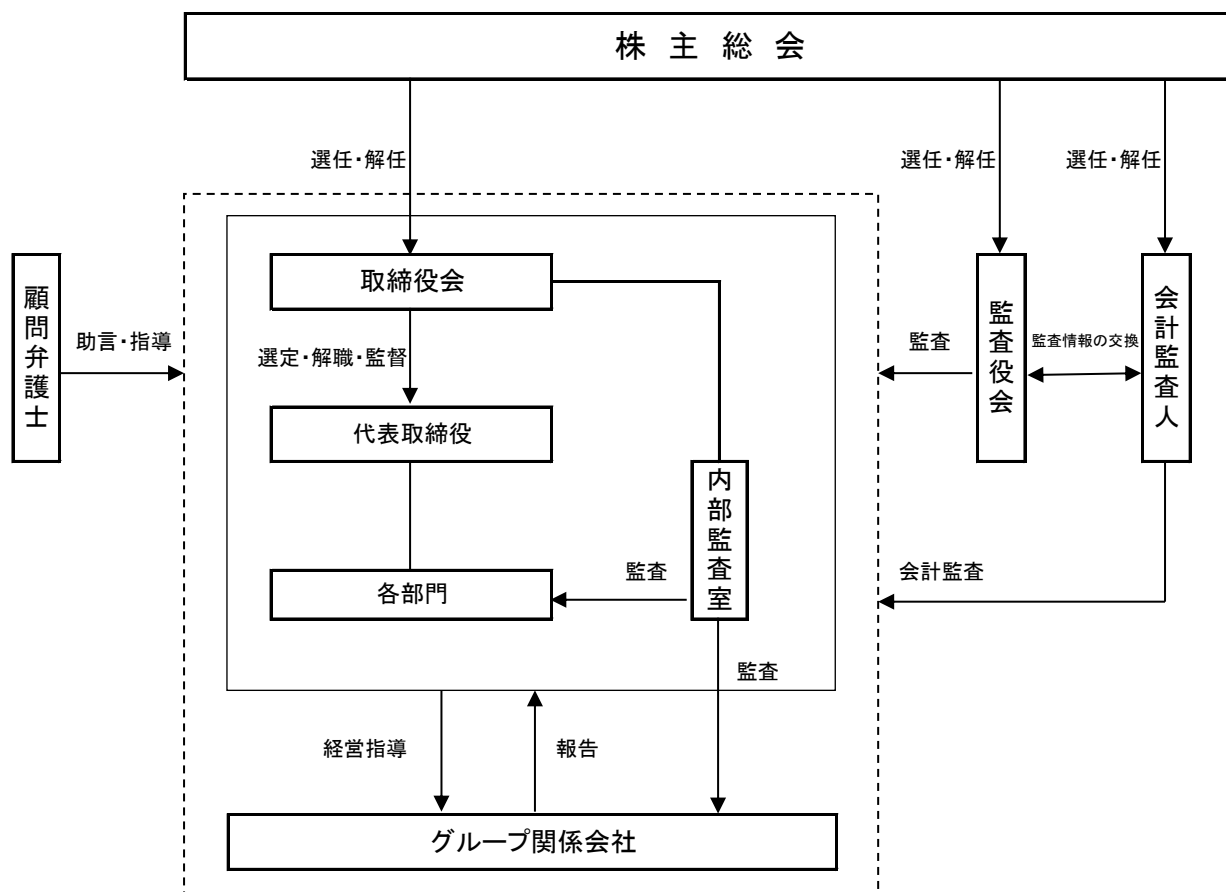 株主総会
選任・解任
選任・解任
選任・解任
取締役会
顧問弁護士
助言・指導
選定・解職・監督
監査
監査役会
監査情報の交換
会計監査人
代表取締役
内部監査室
各部門
監査
会計監査
監査
経営指導
報告
グループ関係会社